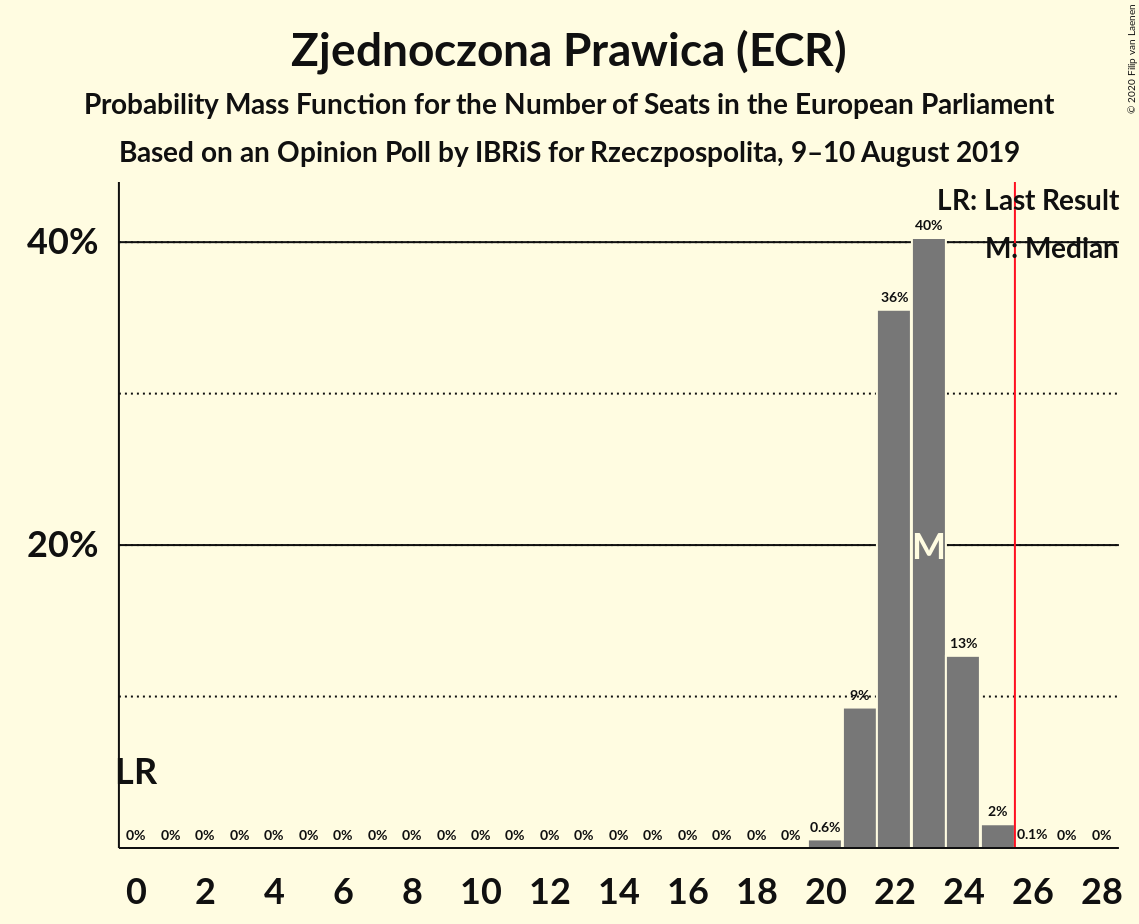 Zjednoczona Prawica (ECR)
Probability Mass Function for the Number of Seats in the European Parliament
Based on an Opinion Poll by IBRiS for Rzeczpospolita, 9–10 August 2019
© 2020 Filip van Laenen
LR: Last Result
M: Median
40%
20%
40%
36%
M
13%
9%
LR
2%
0% 0% 0% 0% 0% 0% 0% 0% 0% 0% 0% 0% 0% 0% 0% 0% 0% 0% 0% 0% 0.6% 0.1% 0% 0%
0 2 4 6 8 10 12 14 16 18 20 22 24 26 28